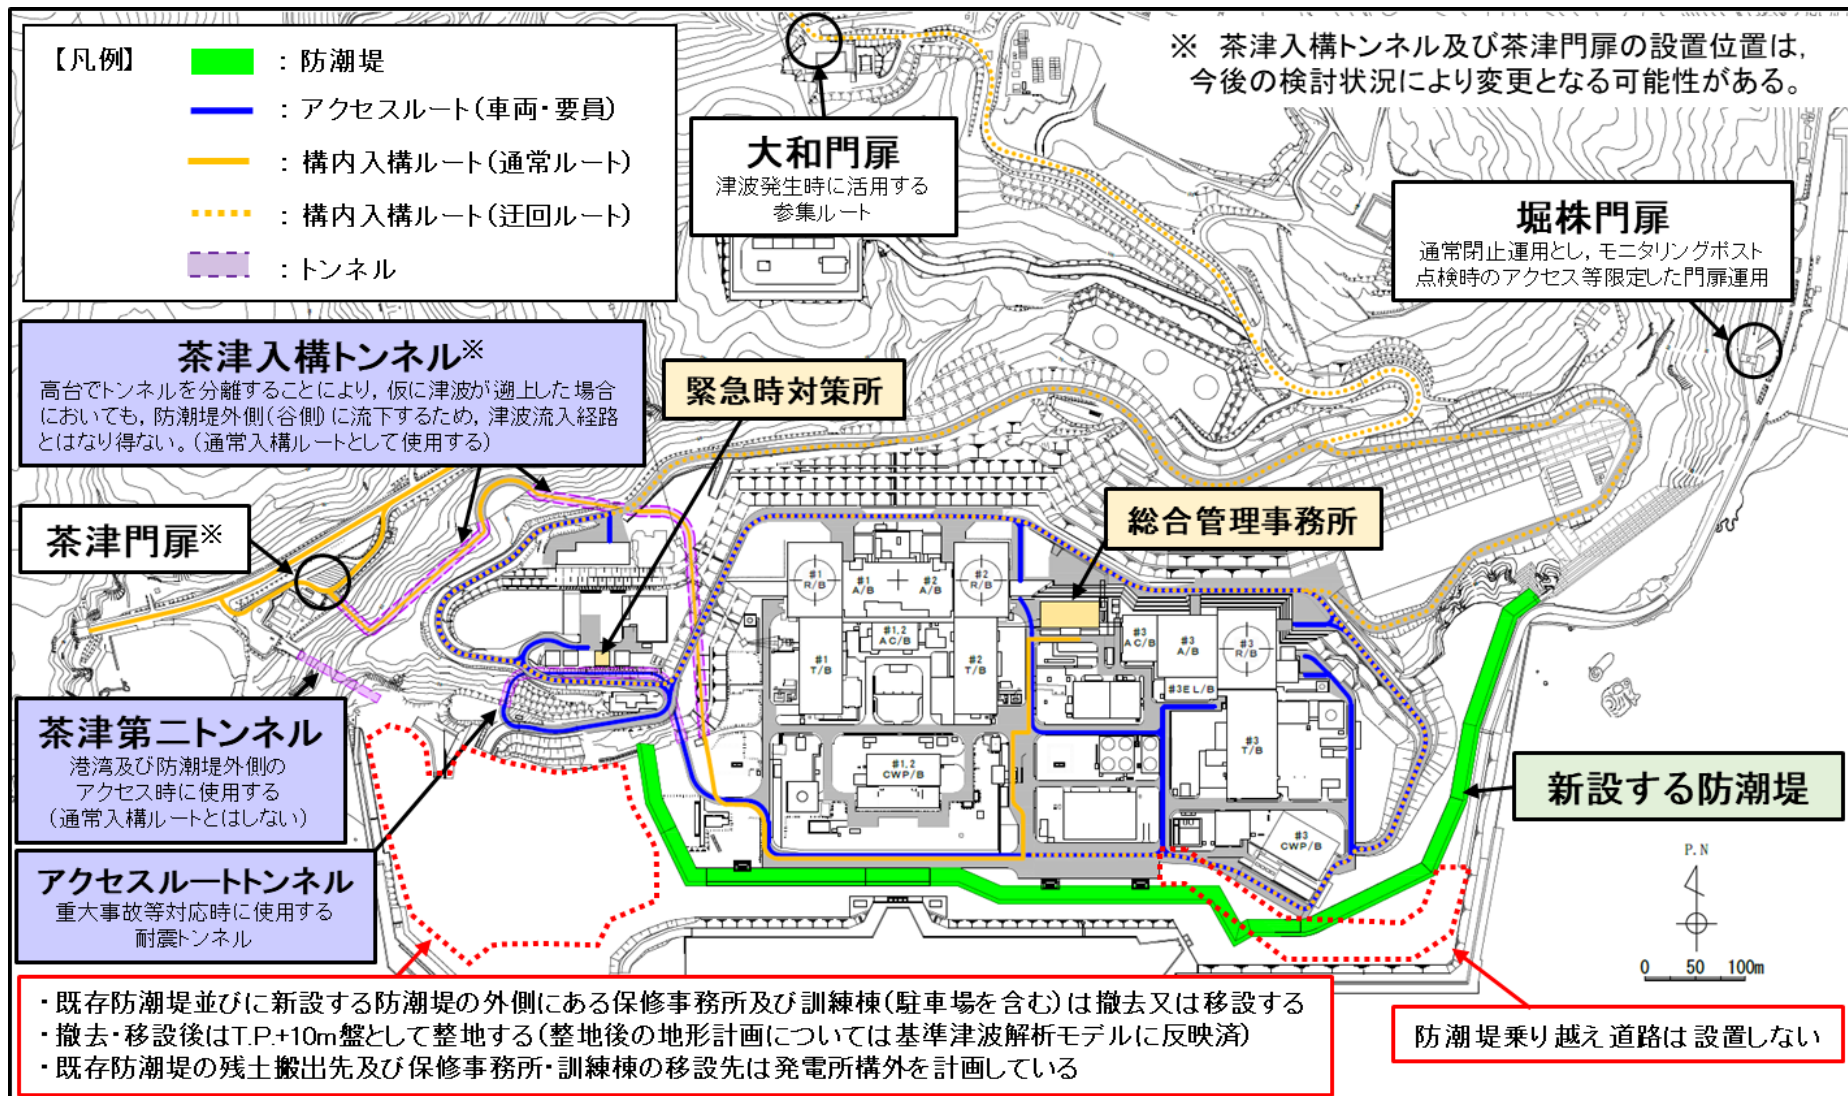 【凡例】
：防潮堤
：アクセスルート(車両・要員)
：構内入構ルート(通常ルート)
：構内入構ルート(迂回ルート)
：トンネル
※　茶津入構トンネル及び茶津門扉の設置位置は,
今後の検討状況により変更となる可能性がある。
大和門扉
津波発生時に活用する
参集ルート
堀株門扉
通常閉止運用とし，モニタリングポスト
点検時のアクセス等限定した門扉運用
茶津入構トンネル※
高台でトンネルを分離することにより，仮に津波が遡上した場合
においても，防潮堤外側(谷側)に流下するため，津波流入経路
とはなり得ない。(通常入構ルートとして使用する)
緊急時対策所
総合管理事務所
茶津門扉※
#1
R/B
#1
A/B
#2
A/B
#2
R/B
#1,2
AC/B
#1
T/B
#2
T/B
#3
AC/B
#3
A/B
#3
R/B
#3EL/B
#3
T/B
#1,2
CWP/B
#3
CWP/B
茶津第二トンネル
港湾及び防潮堤外側の
アクセス時に使用する
(通常入構ルートとはしない)
アクセスルートトンネル
重大事故等対応時に使用する
耐震トンネル
新設する防潮堤
P.N
0 50 100m
・既存防潮堤並びに新設する防潮堤の外側にある保修事務所及び訓練棟(駐車場を含む)は撤去又は移設する
・撤去・移設後はT.P.+10m盤として整地する(整地後の地形計画については基準津波解析モデルに反映済)
・既存防潮堤の残土搬出先及び保修事務所・訓練棟の移設先は発電所構外を計画している
防潮堤乗り越え道路は設置しない